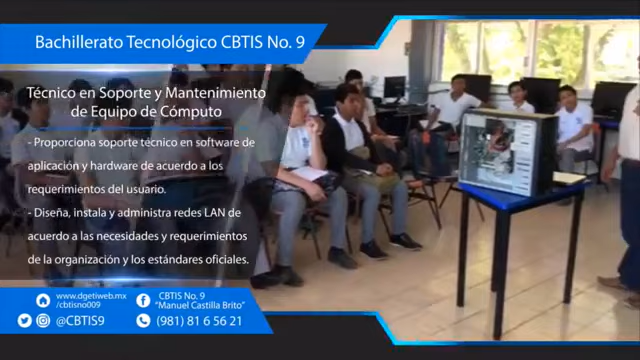 Bachillerato Tecnológico CBTIS No. 9
Técnico en Soporte y Mantenimiento
de Equipo de Cómputo
- Proporciona soporte técnico en software de
aplicación y hardware de acuerdo a los
requerimientos del usuario.
- Diseña, instala y administra redes LAN de
acuerdo a las necesidades y requerimientos
de la organización y los estándares oficiales.
www.dgetiweb.mx
/cbtisno009
CBTIS No. 9
"Manuel Castilla Brito"
@CBTIS9
(981) 81 6 56 21